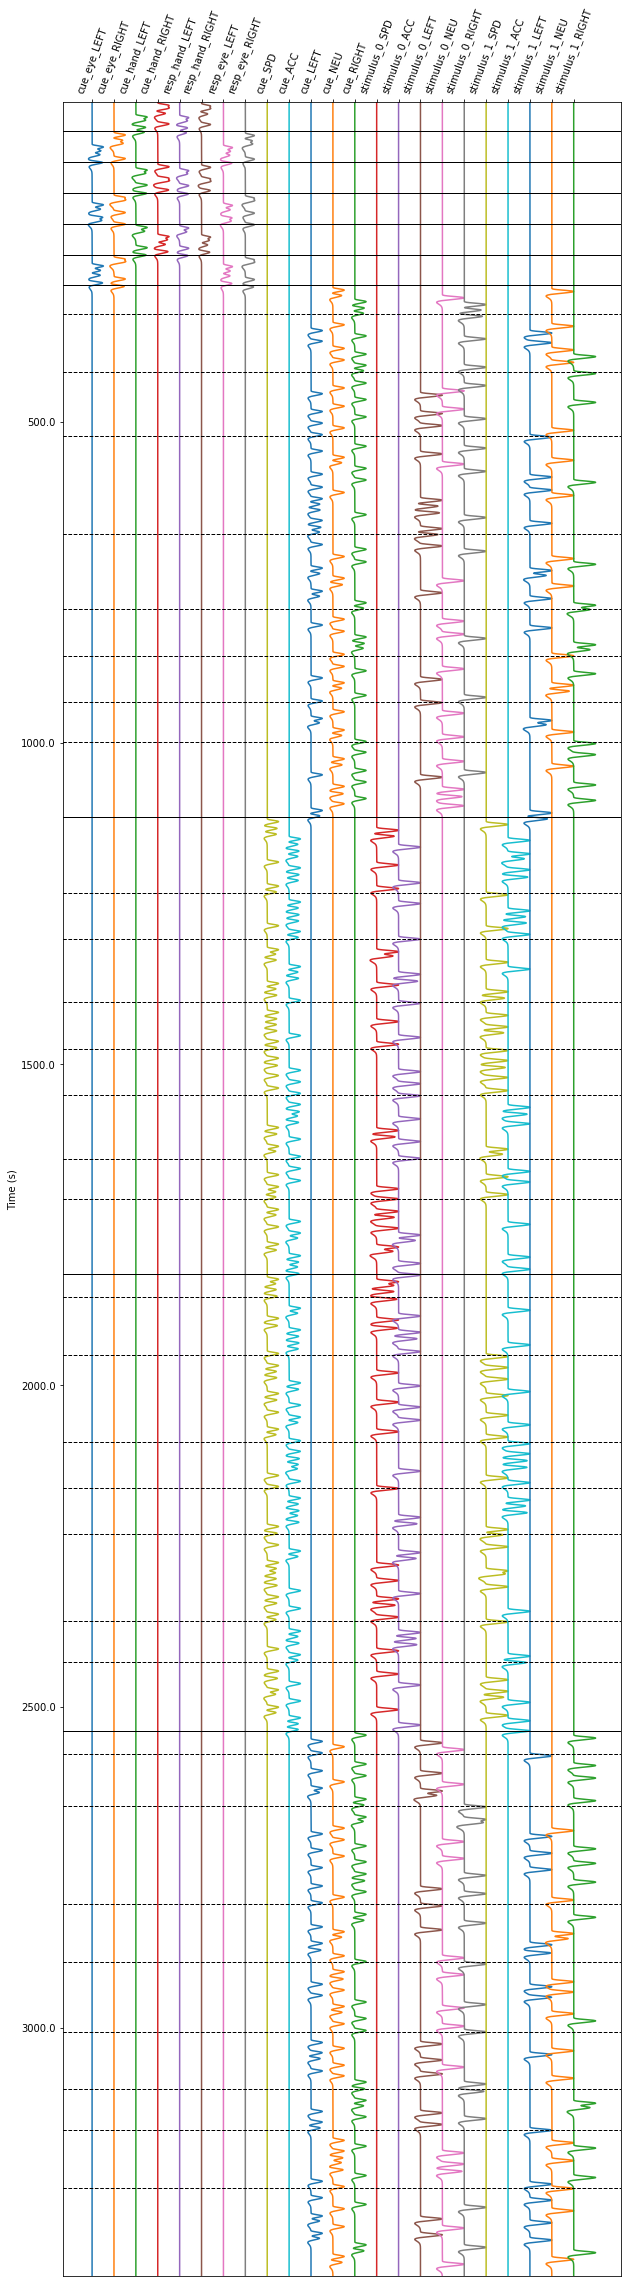 cue_eye_LEFT
cue_eye_RIGHT
cue_hand_LEFT
cue_hand_RIGHT
resp_hand_LEFT
resp_hand_RIGHT
resp_eye_LEFT
resp_eye_RIGHT
cue_SPD
cue_ACC
cue_LEFT
cue_NEU
cue_RIGHT
stimulus_0_SPD
stimulus_0_ACC
stimulus_0_LEFT
stimulus_0_NEU
stimulus_0_RIGHT
stimulus_1_SPD
stimulus_1_ACC
stimulus_1_LEFT
stimulus_1_NEU
stimulus_1_RIGHT
500.0
1000.0
1500.0
Time (s)
2000.0
2500.0
3000.0